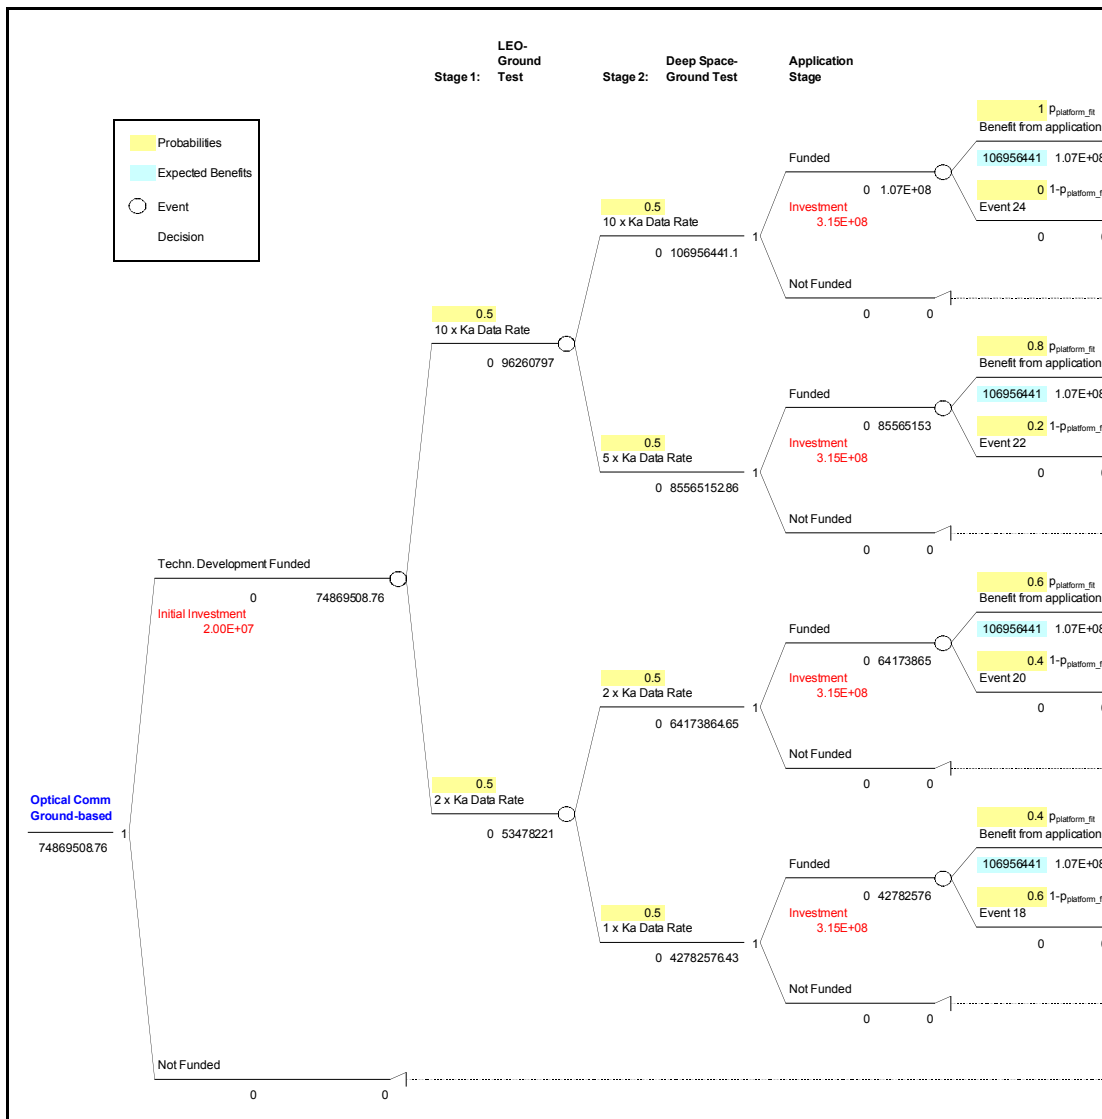 LEO-
Ground
Test
Stage 1:
Deep Space-
Ground Test
Stage 2:
Application
Stage
Probabilities
Expected Benefits
Event
Decision
1 pplatform_fit
Benefit from application
106956441 1.07E+08
0 1-pplatform_f
Event 24
0 0
Funded
0 1.07E+08
Investment
3.15E+08
0.5
10 x Ka Data Rate
0 106956441.1
1
Not Funded
0 0
0.5
10 x Ka Data Rate
0 96260797
0.8 pplatform_fit
Benefit from application
106956441 1.07E+08
0.2 1-pplatform_f
Event 22
0 0
Funded
0 85565153
Investment
3.15E+08
0.5
5 x Ka Data Rate
0 85565152.86
1
Not Funded
0 0
Techn. Development Funded
0 74869508.76
Initial Investment
2.00E+07
0.6 pplatform_fit
Benefit from application
106956441 1.07E+08
0.4 1-pplatform_f
Event 20
0 0
Funded
0 64173865
Investment
3.15E+08
0.5
2 x Ka Data Rate
0 64173864.65
1
Not Funded
0 0
0.5
2 x Ka Data Rate
0 53478221
Optical Comm
Ground-based
74869508.76
1
0.4 pplatform_fit
Benefit from application
106956441 1.07E+08
0.6 1-pplatform_f
Event 18
0 0
Funded
0 42782576
Investment
3.15E+08
0.5
1 x Ka Data Rate
0 42782576.43
1
Not Funded
0 0
Not Funded
0 0